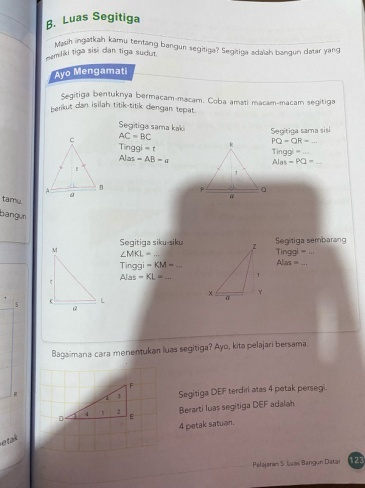 B. Luas Segitiga
Masih ingatkah kamu tentang bangun segitiga? Segitiga adalah bangun datar yang
memiliki tiga sisi dan tiga sudut.
Ayo Mengamati
Segitiga bentuknya bermacam-macam. Coba amati macam-macam segitiga
berikut dan isilah titik-titik dengan tepat.
Segitiga sama kaki
AC = BC
Tinggi = t
Alas = AB = a
C
t
A
B
a
Segitiga sama sisi
PQ = QR = ...
Tinggi = ...
Alas = PQ = ...
R
t
P
Q
a
Segitiga siku-siku
∠MKL = ...
Tinggi = KM = ...
Alas = KL = ...
M
t
K
L
a
Segitiga sembarang
Tinggi = ...
Alas = ...
Z
t
X
Y
a
Bagaimana cara menentukan luas segitiga? Ayo, kita pelajari bersama.
F
4 3
3 4 1 2
D
E
Segitiga DEF terdiri atas 4 petak persegi.
Berarti luas segitiga DEF adalah
4 petak satuan.
Pelajaran 5: Luas Bangun Datar 123
tamu
bangun
s
etak